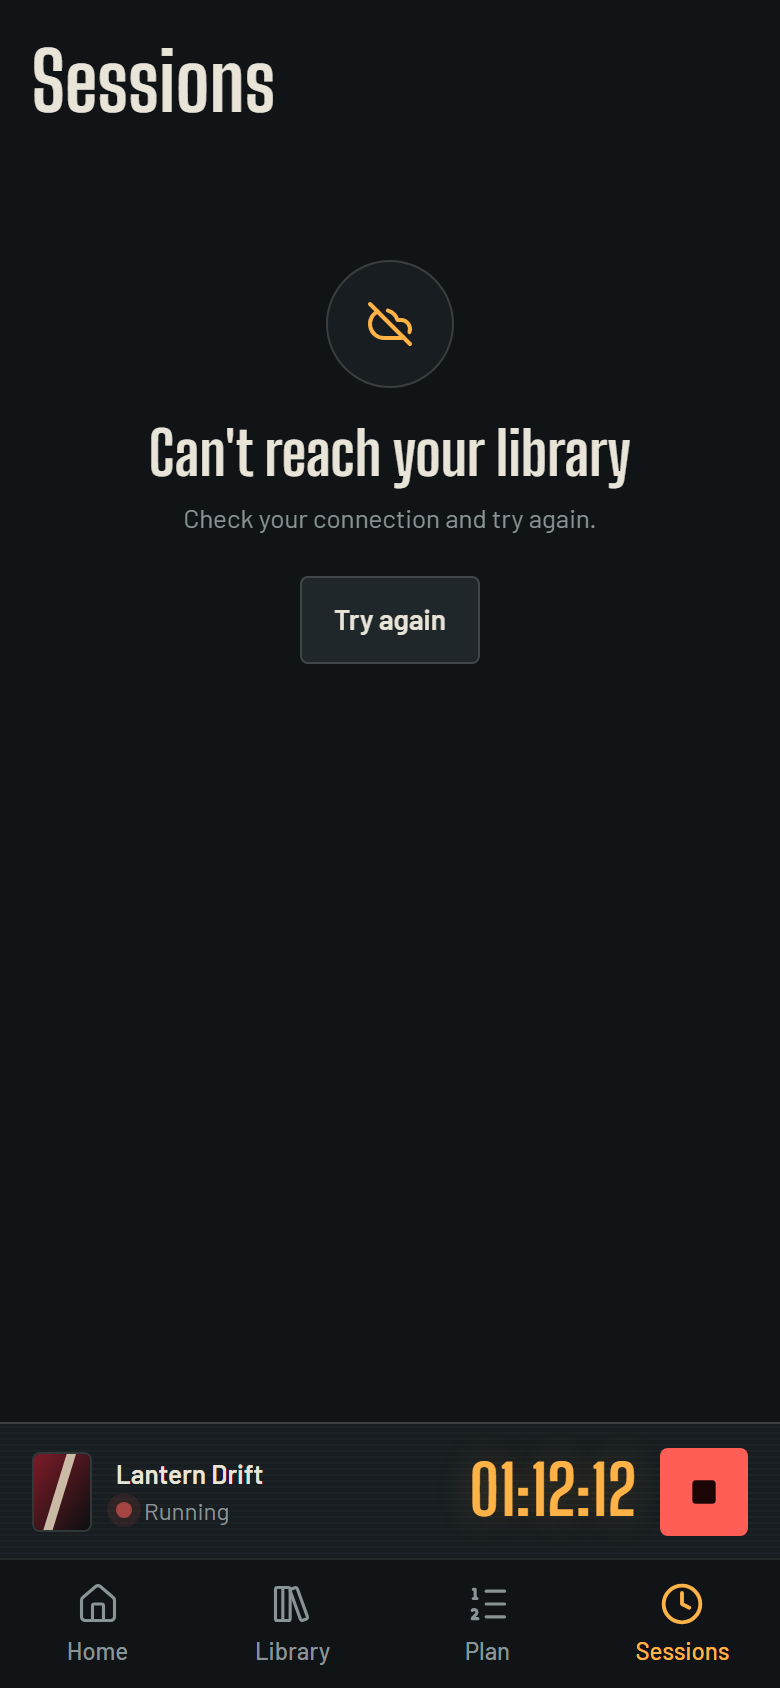 Sessions
Can't reach your library
Check your connection and try again.
Try again
Lantern Drift
Running
01:12:12
Home
Library
Plan
Sessions